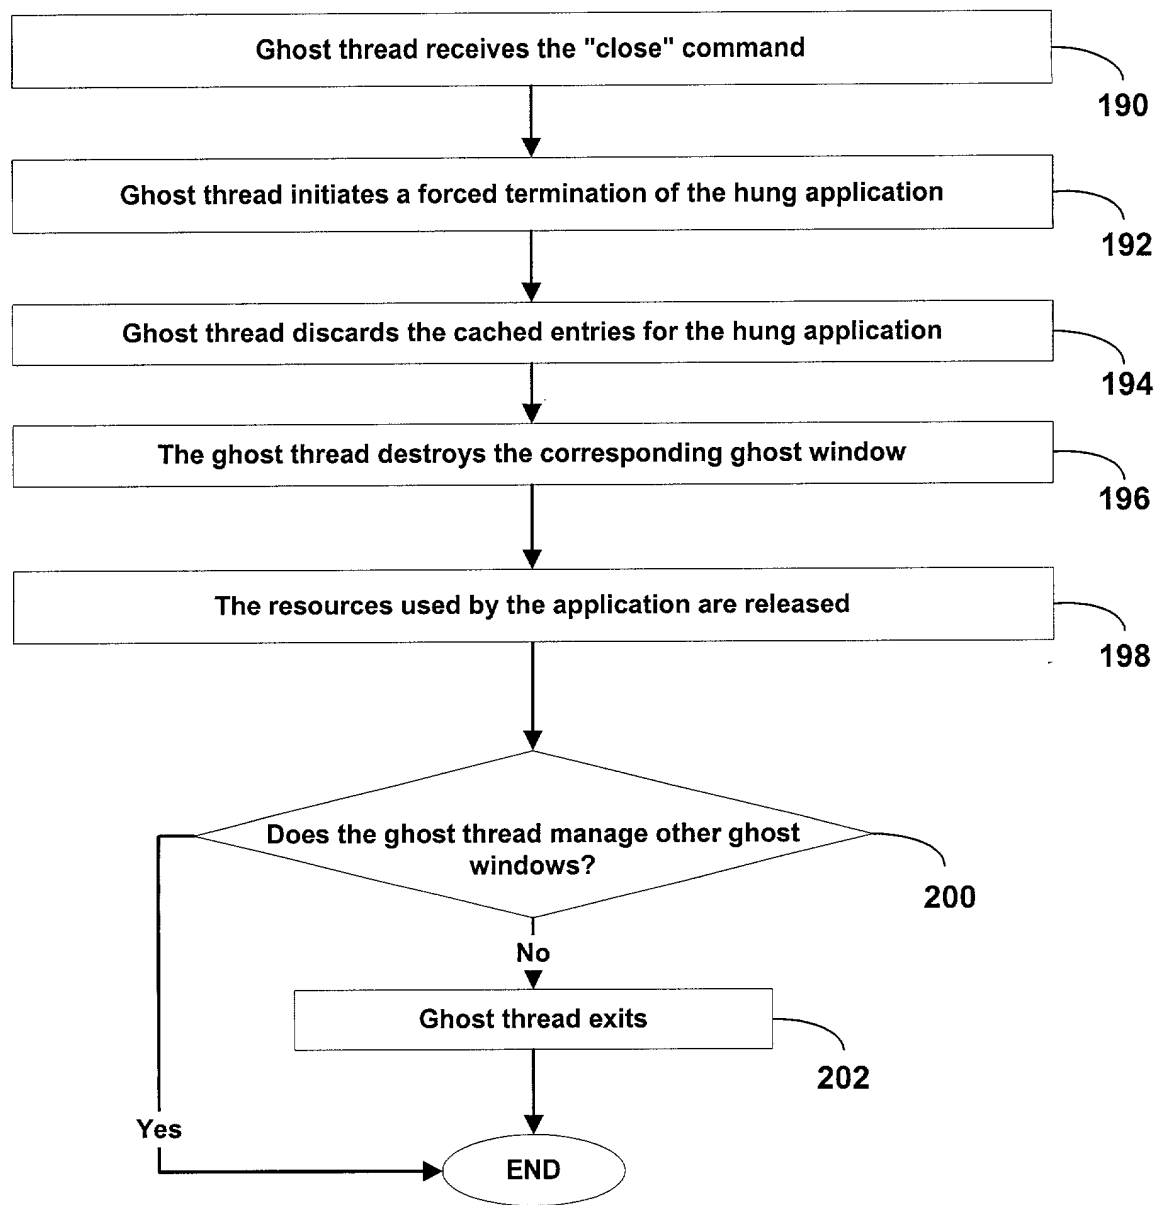 Ghost thread receives the "close" command
190
Ghost thread initiates a forced termination of the hung application
192
Ghost thread discards the cached entries for the hung application
194
The ghost thread destroys the corresponding ghost window
196
The resources used by the application are released
198
Does the ghost thread manage other ghost
windows?
200
No
Ghost thread exits
202
Yes
END